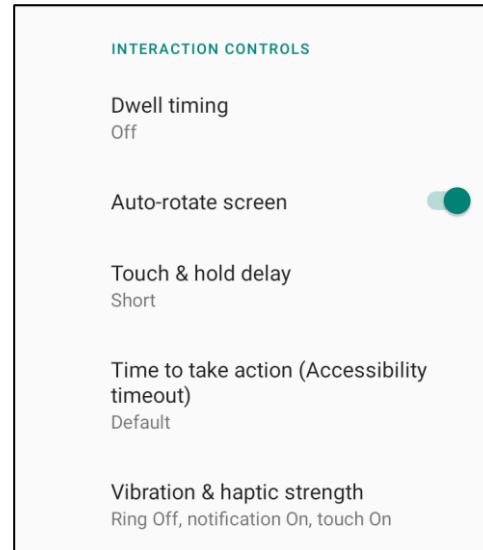 INTERACTION CONTROLS
Dwell timing
Off
Auto-rotate screen
Touch & hold delay
Short
Time to take action (Accessibility
timeout)
Default
Vibration & haptic strength
Ring Off, notification On, touch On